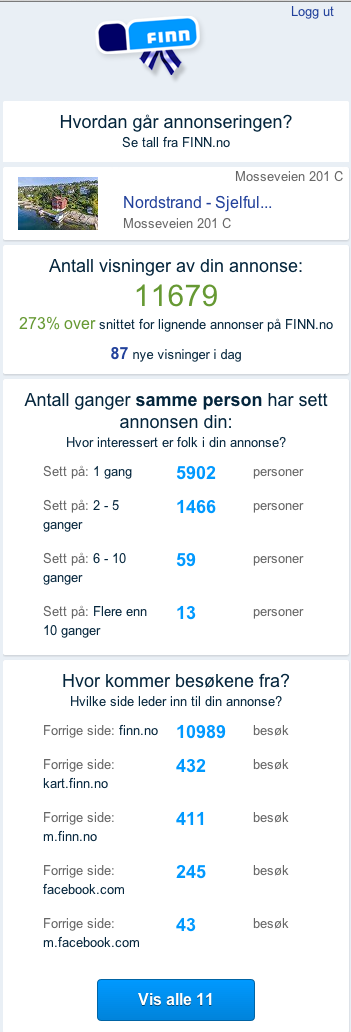 Logg ut
FINN
Hvordan går annonseringen?
Se tall fra FINN.no
Mosseveien 201 C
Nordstrand - Sjelful...
Mosseveien 201 C
Antall visninger av din annonse:
11679
273% over snittet for lignende annonser på FINN.no
87 nye visninger i dag
Antall ganger samme person har sett
annonsen din:
Hvor interessert er folk i din annonse?
Sett på: 1 gang 5902 personer
Sett på: 2 - 5 1466 personer
ganger
Sett på: 6 - 10 59 personer
ganger
Sett på: Flere enn 13 personer
10 ganger
Hvor kommer besøkene fra?
Hvilke side leder inn til din annonse?
Forrige side: finn.no 10989 besøk
Forrige side: 432 besøk
kart.finn.no
Forrige side: 411 besøk
m.finn.no
Forrige side: 245 besøk
facebook.com
Forrige side: 43 besøk
m.facebook.com
Vis alle 11